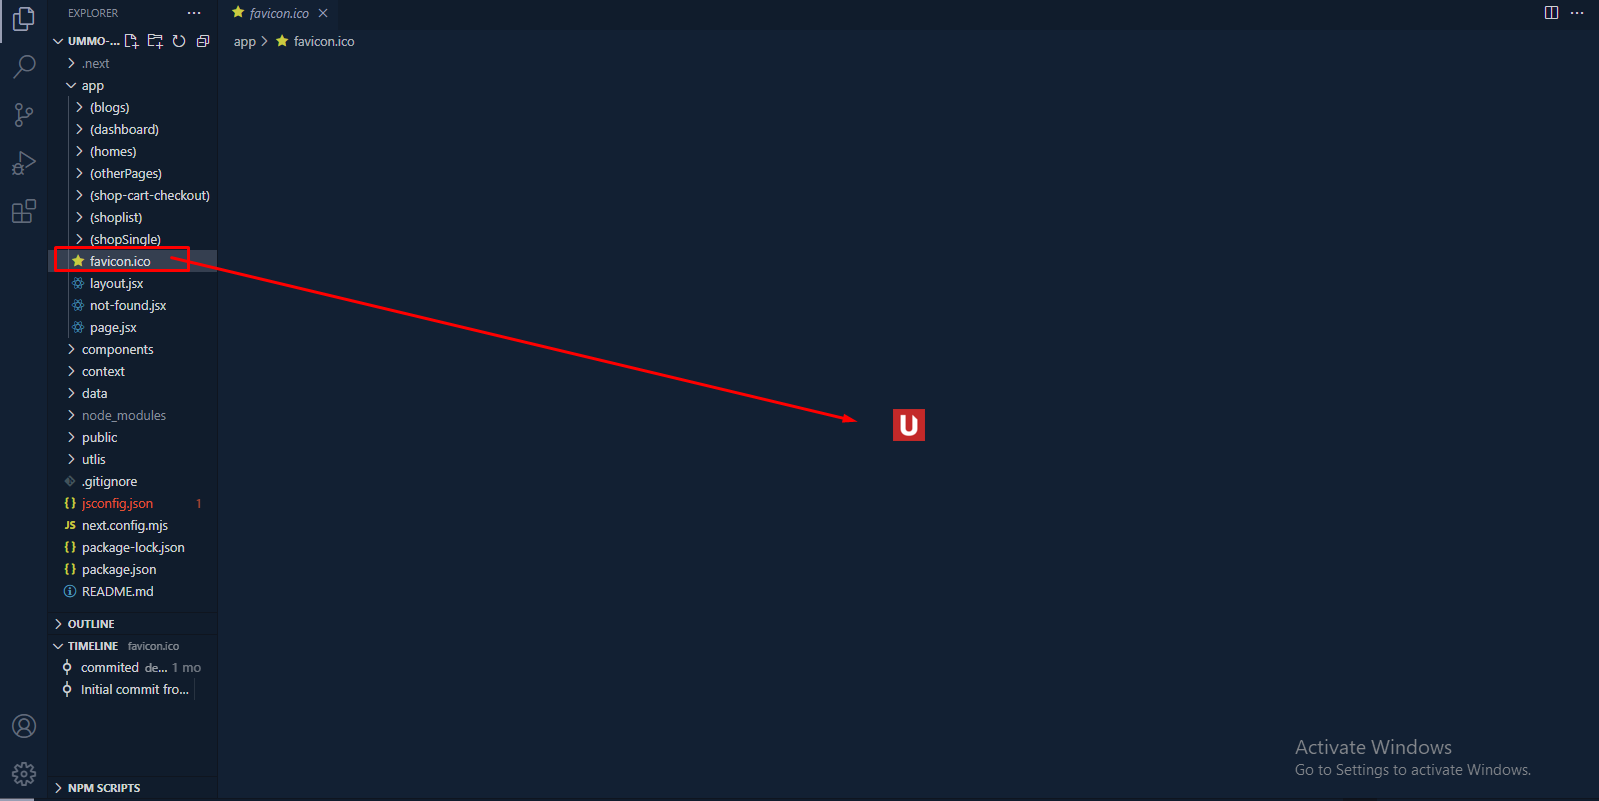 EXPLORER
UMMO-...
.next
app
(blogs)
(dashboard)
(homes)
(otherPages)
(shop-cart-checkout)
(shoplist)
(shopSingle)
favicon.ico
layout.jsx
not-found.jsx
page.jsx
components
context
data
node_modules
public
utlis
.gitignore
{} jsconfig.json 1
JS next.config.mjs
{} package-lock.json
{} package.json
README.md
OUTLINE
TIMELINE favicon.ico
commited de... 1 mo
Initial commit fro...
NPM SCRIPTS
favicon.ico
app > favicon.ico
U
Activate Windows
Go to Settings to activate Windows.